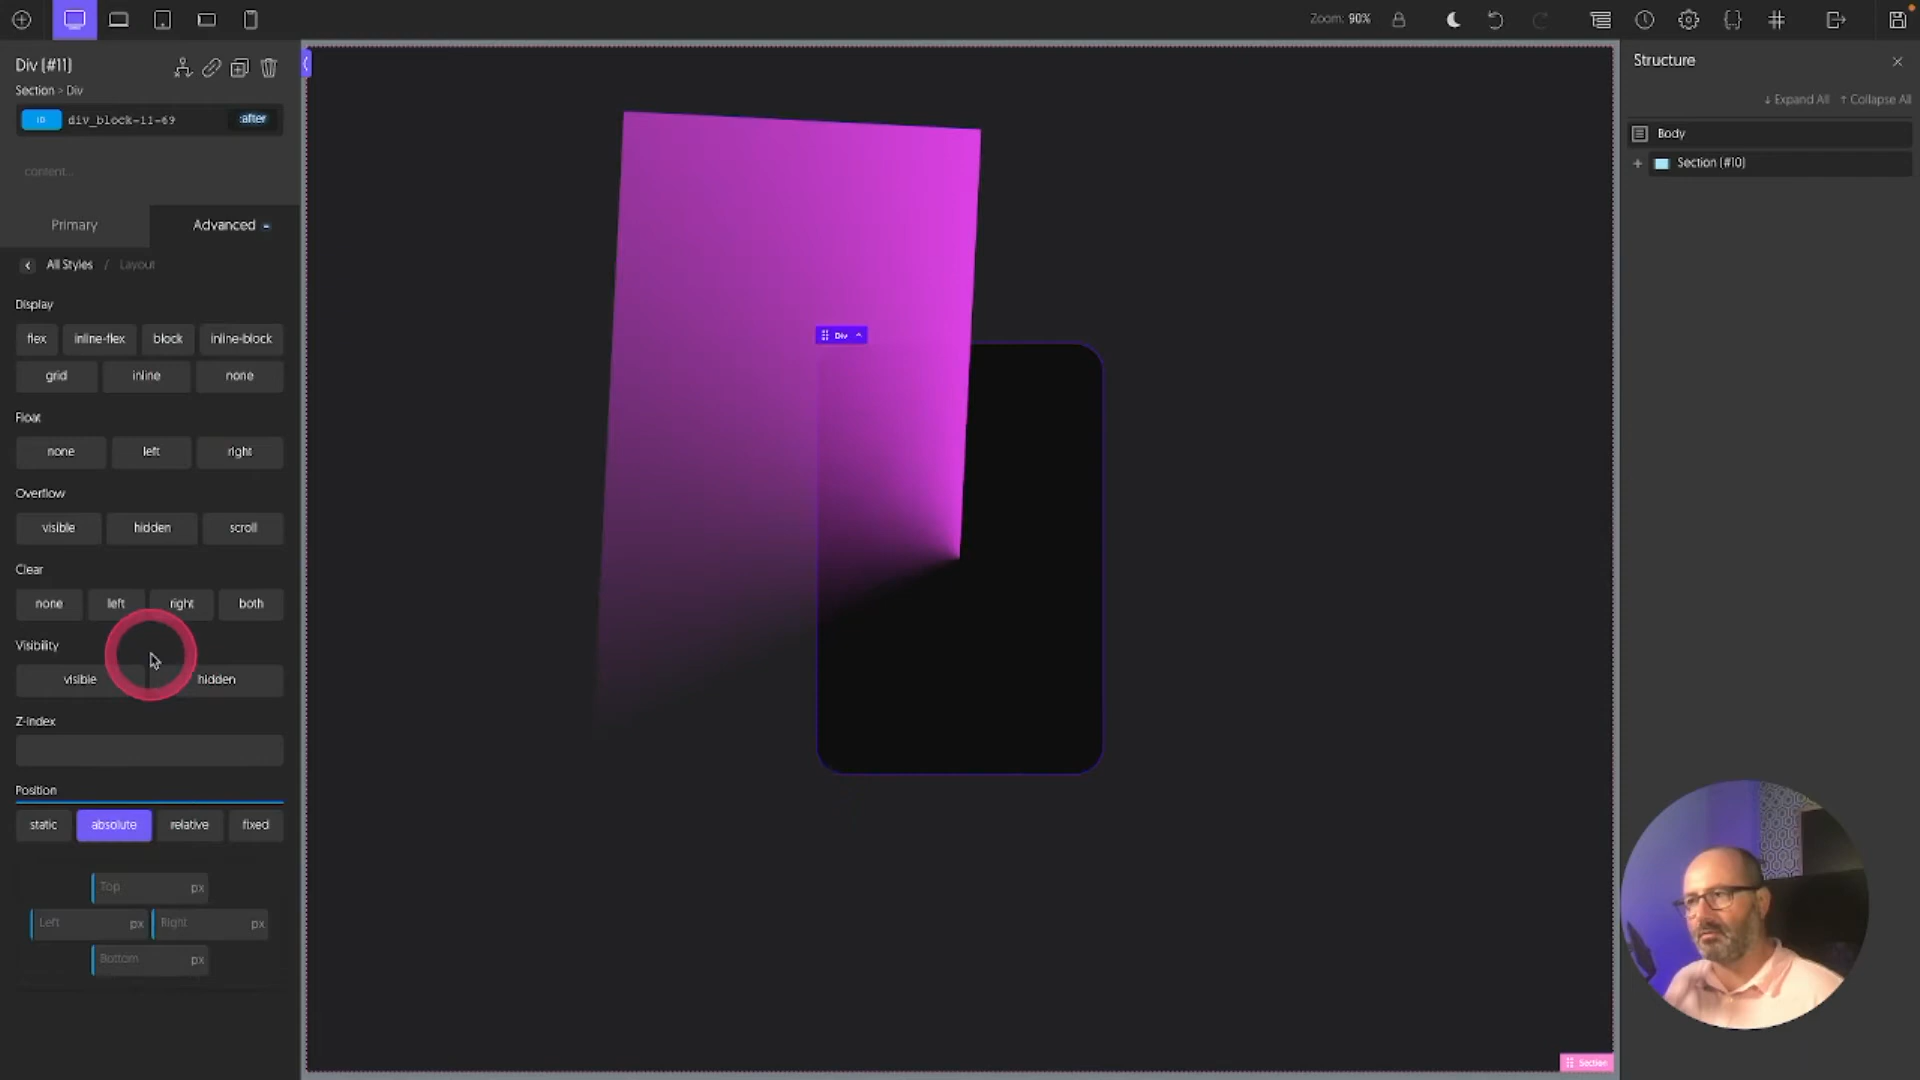 Zoom: 90%
Div (#11)
Section > Div
ID div_block-11-69 :after
content...
Primary
Advanced
All Styles / Layout
Display
flex inline-flex block inline-block
grid inline none
Float
none left right
Overflow
visible hidden scroll
Clear
none left right both
Visibility
visible hidden
Z-Index
Position
static absolute relative fixed
Top px
Left px Right px
Bottom px
Div
Section
Structure
Expand All Collapse All
Body
Section (#10)